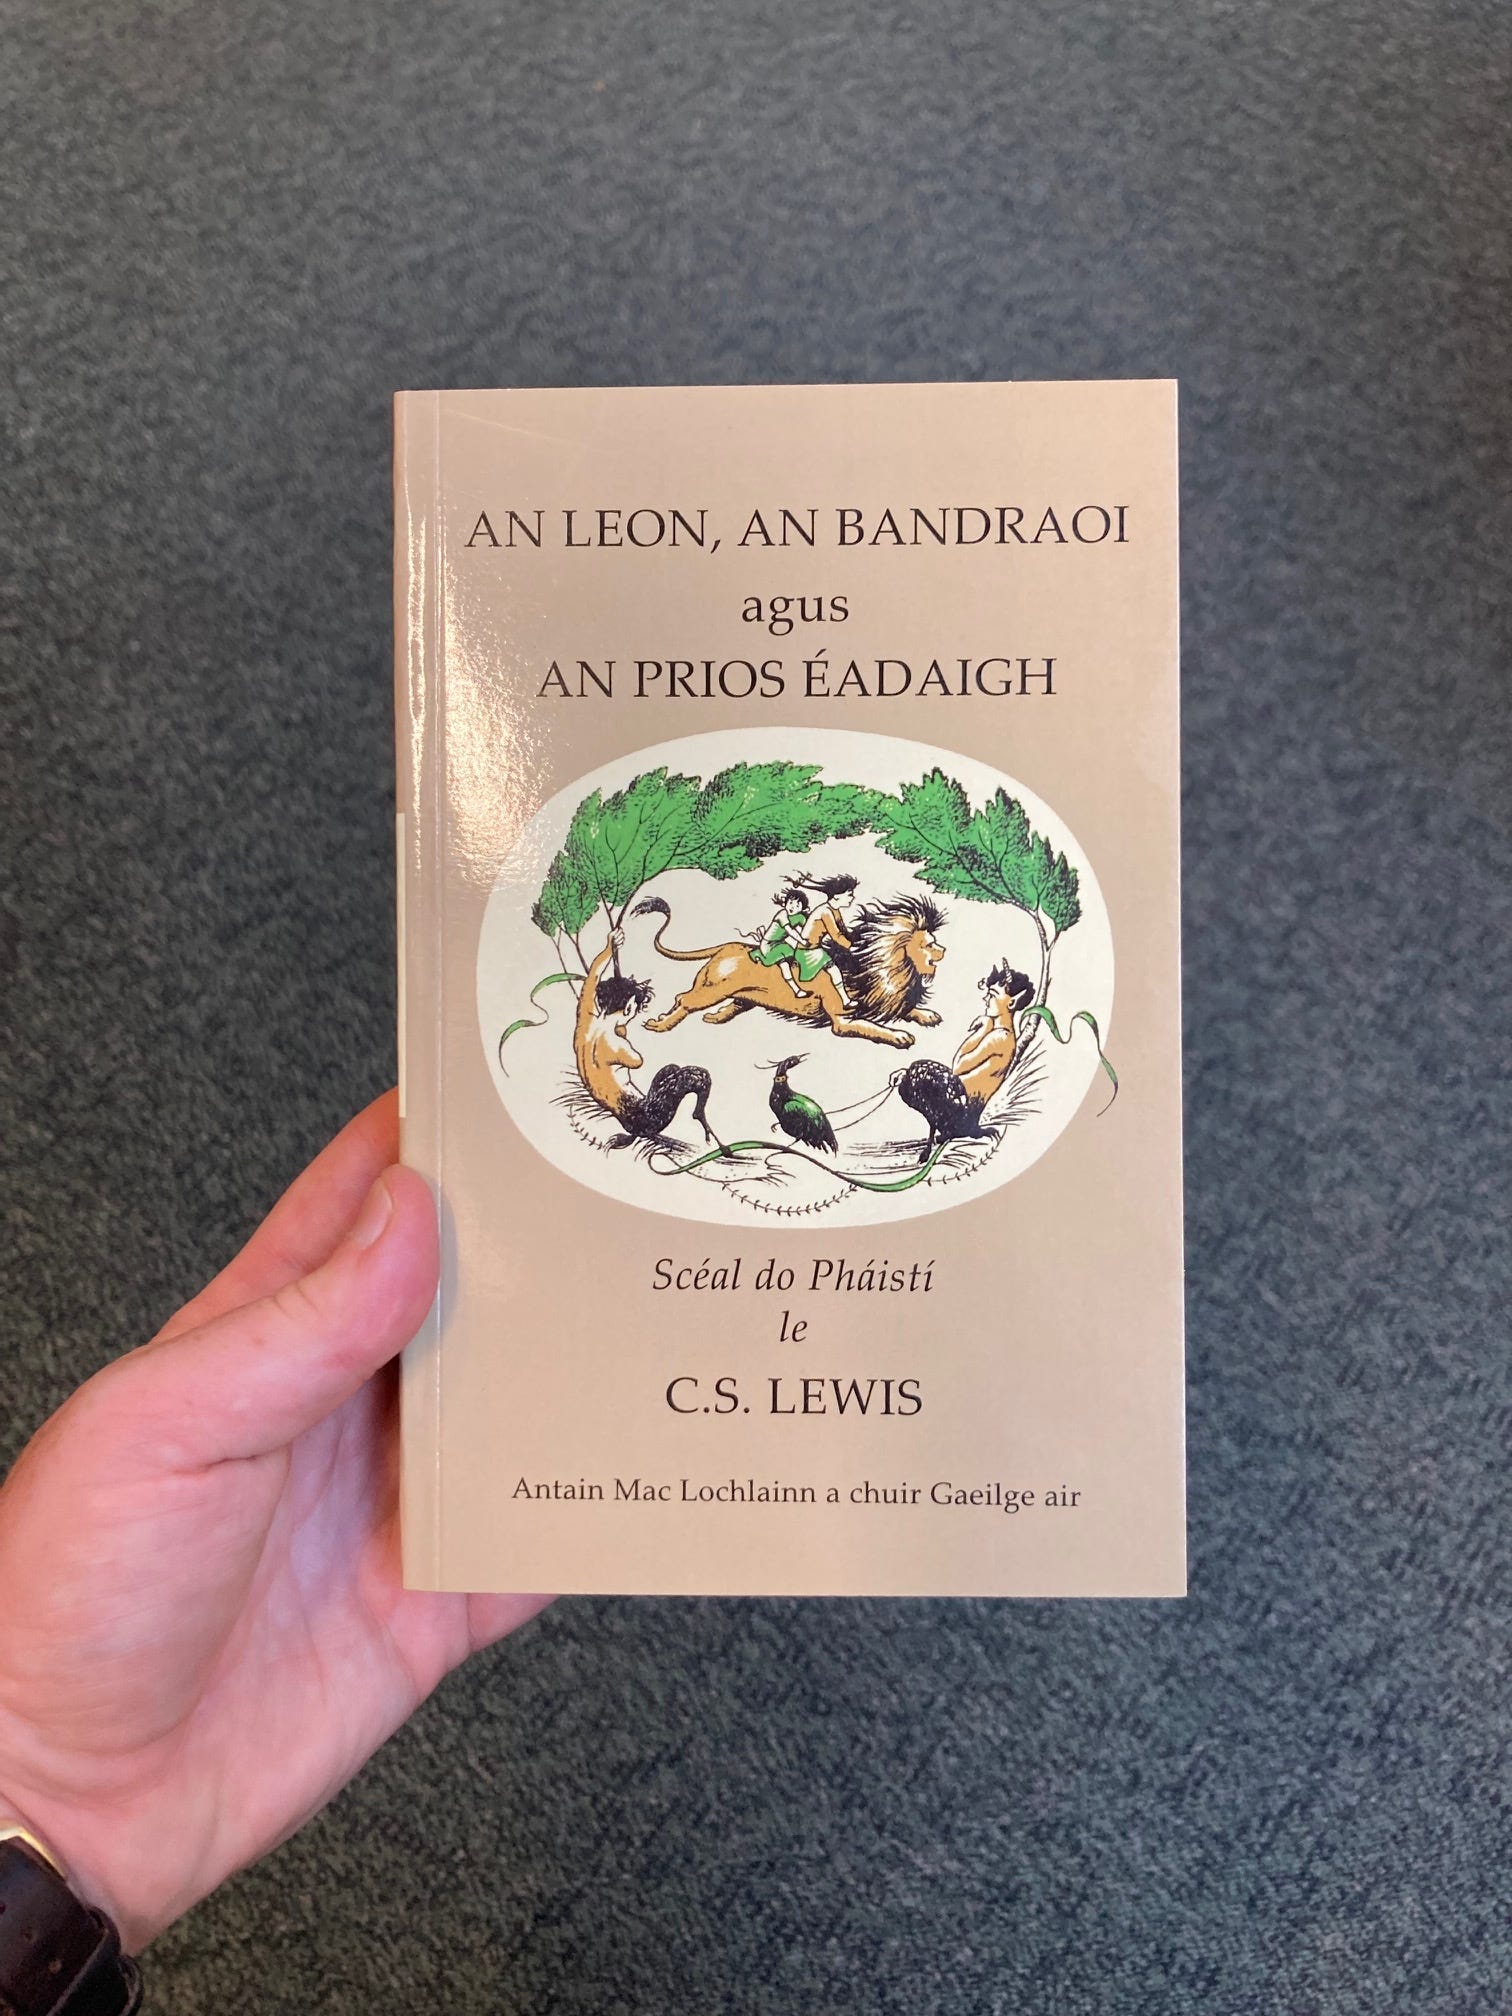 AN LEON, AN BANDRAOI
agus
AN PRIOS ÉADAIGH
Scéal do Pháistí
le
C.S. LEWIS
Antain Mac Lochlainn a chuir Gaeilge air